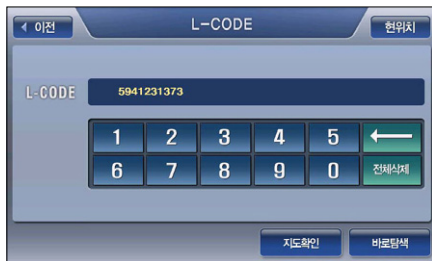 이전 L-CODE 현위치
L-CODE 5941231373
1 2 3 4 5 ←
6 7 8 9 0 전체삭제
지도확인 바로탐색